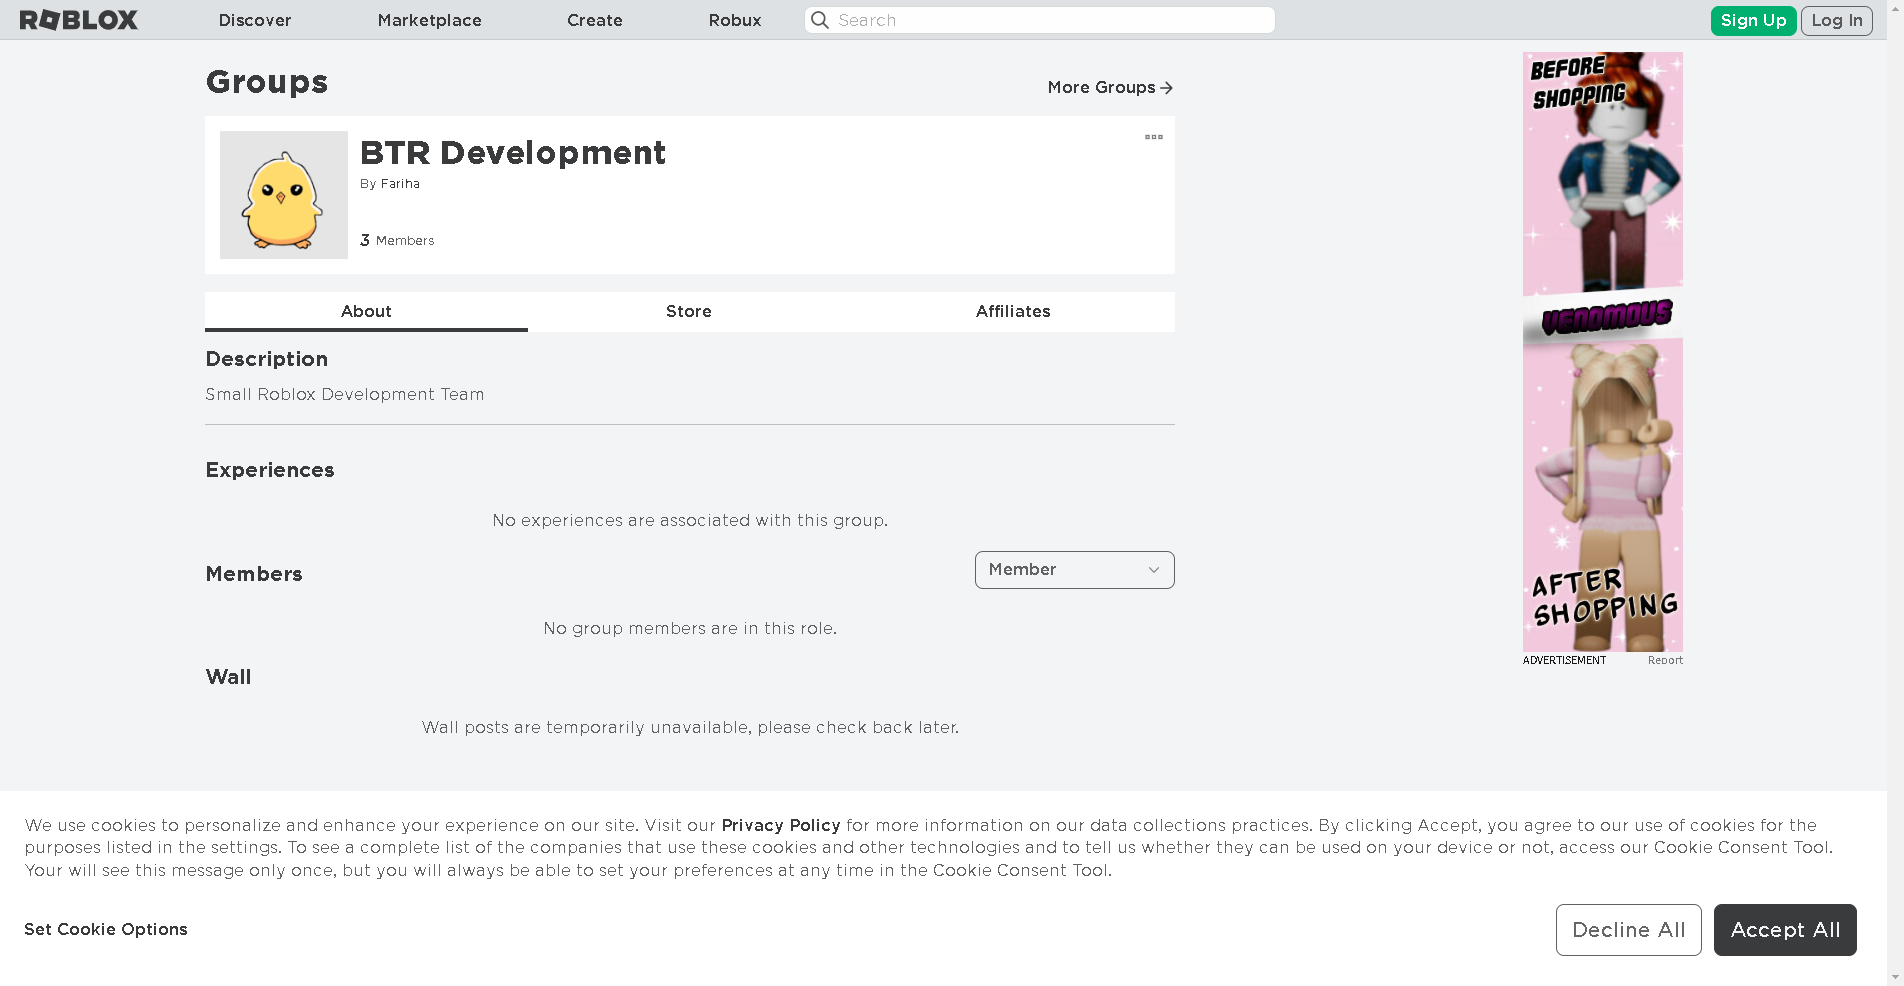 ROBLOX
Discover
Marketplace
Create
Robux
Search
Sign Up
Log In
Groups
More Groups
BTR Development
By Fariha
3 Members
About
Store
Affiliates
Description
Small Roblox Development Team
Experiences
No experiences are associated with this group.
Members
Member
No group members are in this role.
Wall
Wall posts are temporarily unavailable, please check back later.
BEFORE
SHOPPING
VENOMOUS
AFTER
SHOPPING
ADVERTISEMENT
Report
We use cookies to personalize and enhance your experience on our site. Visit our Privacy Policy for more information on our data collections practices. By clicking Accept, you agree to our use of cookies for the
purposes listed in the settings. To see a complete list of the companies that use these cookies and other technologies and to tell us whether they can be used on your device or not, access our Cookie Consent Tool.
Your will see this message only once, but you will always be able to set your preferences at any time in the Cookie Consent Tool.
Set Cookie Options
Decline All
Accept All